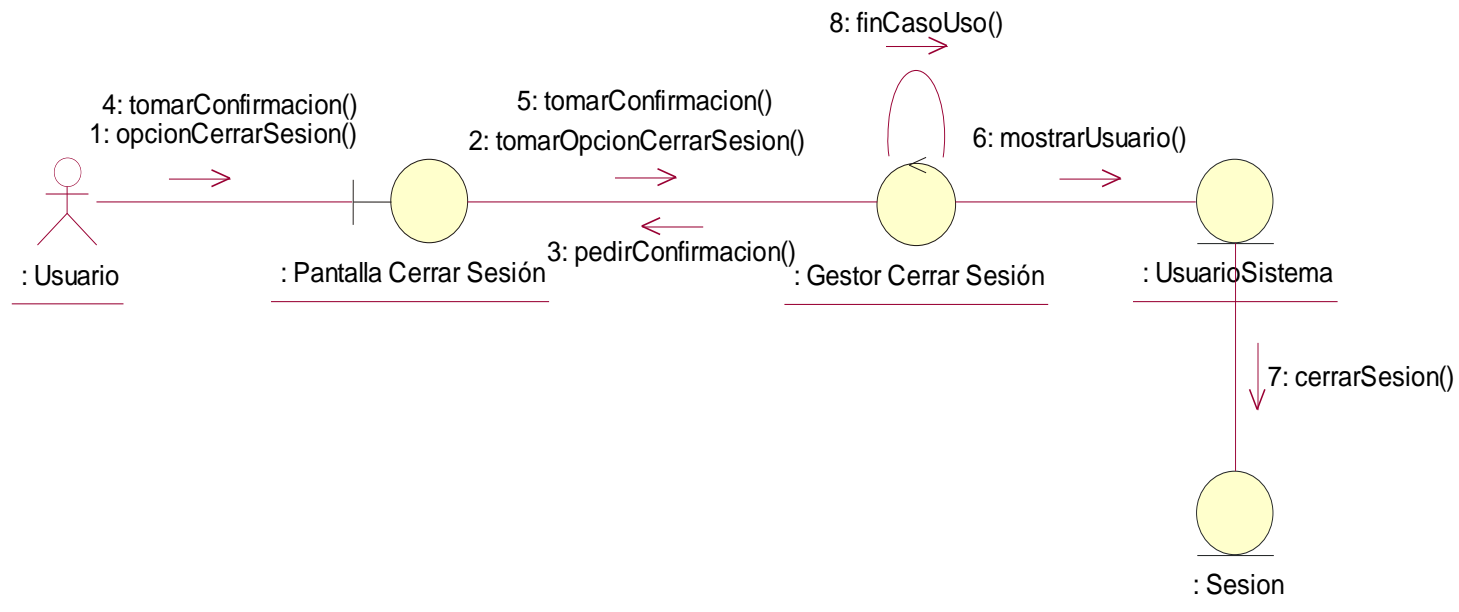 8: finCasoUso()
4: tomarConfirmacion()
1: opcionCerrarSesion()
5: tomarConfirmacion()
2: tomarOpcionCerrarSesion()
6: mostrarUsuario()
3: pedirConfirmacion()
: Usuario
: Pantalla Cerrar Sesión
: Gestor Cerrar Sesión
: UsuarioSistema
7: cerrarSesion()
: Sesion